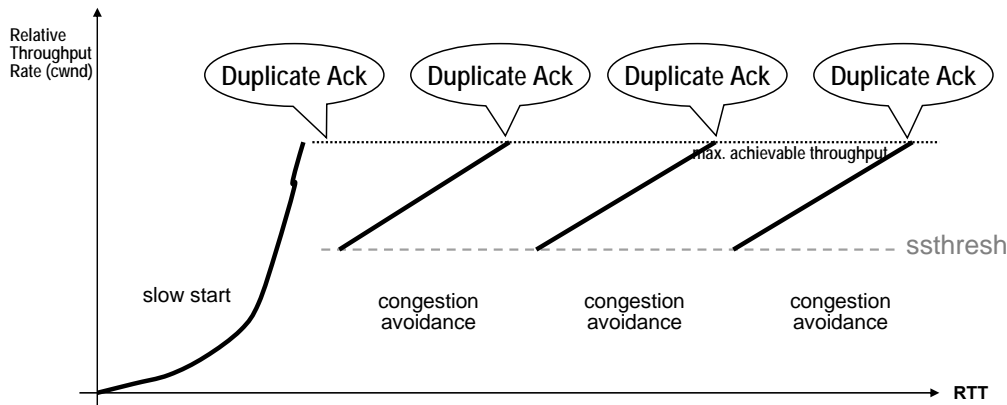 Relative
Throughput
Rate (cwnd)
Duplicate Ack
Duplicate Ack
Duplicate Ack
Duplicate Ack
max. achievable throughput
ssthresh
slow start
congestion
avoidance
congestion
avoidance
congestion
avoidance
RTT